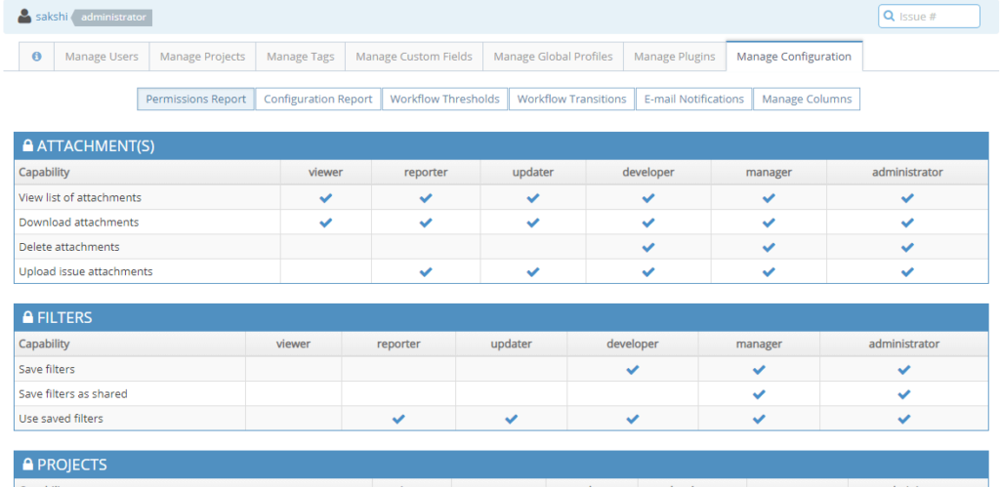 sakshi administrator Issue #
Manage Users Manage Projects Manage Tags Manage Custom Fields Manage Global Profiles Manage Plugins Manage Configuration
Permissions Report Configuration Report Workflow Thresholds Workflow Transitions E-mail Notifications Manage Columns
ATTACHMENT(S)
Capability viewer reporter updater developer manager administrator
View list of attachments
Download attachments
Delete attachments
Upload issue attachments
FILTERS
Capability viewer reporter updater developer manager administrator
Save filters
Save filters as shared
Use saved filters
PROJECTS